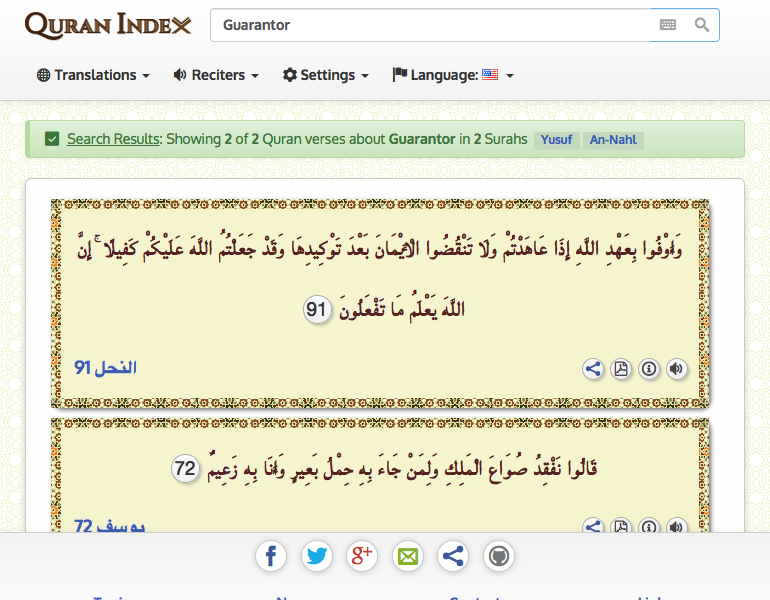 QURAN INDEX
Guarantor
Translations Reciters Settings Language:
Search Results: Showing 2 of 2 Quran verses about Guarantor in 2 Surahs Yusuf An-Nahl
وَأَوْفُوا بِعَهْدِ اللَّهِ إِذَا عَاهَدْتُمْ وَلَا تَنْقُضُوا الْأَيْمَانَ بَعْدَ تَوْكِيدِهَا وَقَدْ جَعَلْتُمُ اللَّهَ عَلَيْكُمْ كَفِيلًا ۚ إِنَّ
اللَّهَ يَعْلَمُ مَا تَفْعَلُونَ 91
النحل 91
قَالُوا نَفْقِدُ صُوَاعَ الْمَلِكِ وَلِمَنْ جَاءَ بِهِ حِمْلُ بَعِيرٍ وَأَنَا بِهِ زَعِيمٌ 72
يوسف 72